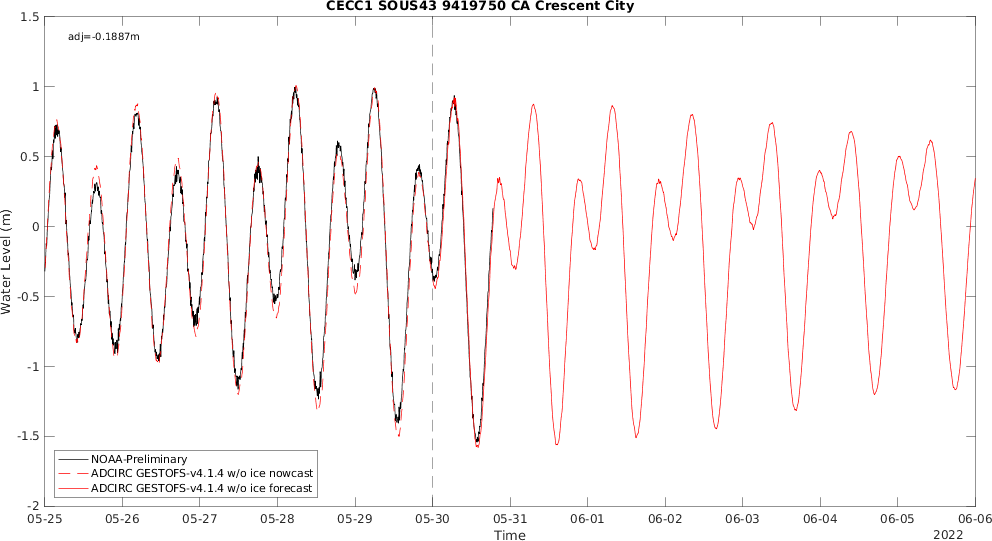 CECC1 SOUS43 9419750 CA Crescent City
adj=-0.1887m
1.5
1
0.5
0
-0.5
-1
-1.5
-2
Water Level (m)
NOAA-Preliminary
ADCIRC GESTOFS-v4.1.4 w/o ice nowcast
ADCIRC GESTOFS-v4.1.4 w/o ice forecast
05-25 05-26 05-27 05-28 05-29 05-30 05-31 06-01 06-02 06-03 06-04 06-05 06-06
Time
2022